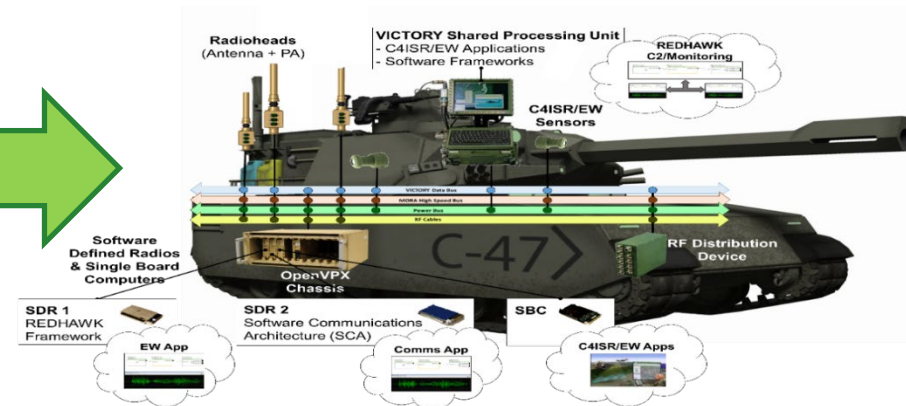 Radioheads
(Antenna + PA)
VICTORY Shared Processing Unit
- C4ISR/EW Applications
- Software Frameworks
REDHAWK
C2/Monitoring
C4ISR/EW
Sensors
VICTORY Data Bus
MORA High Speed Bus
Power Bus
RF Cables
Software
Defined Radios
& Single Board
Computers
OpenVPX
Chassis
C-47
RF Distribution
Device
SDR 1
REDHAWK
Framework
SDR 2
Software Communications
Architecture (SCA)
SBC
EW App
Comms App
C4ISR/EW Apps